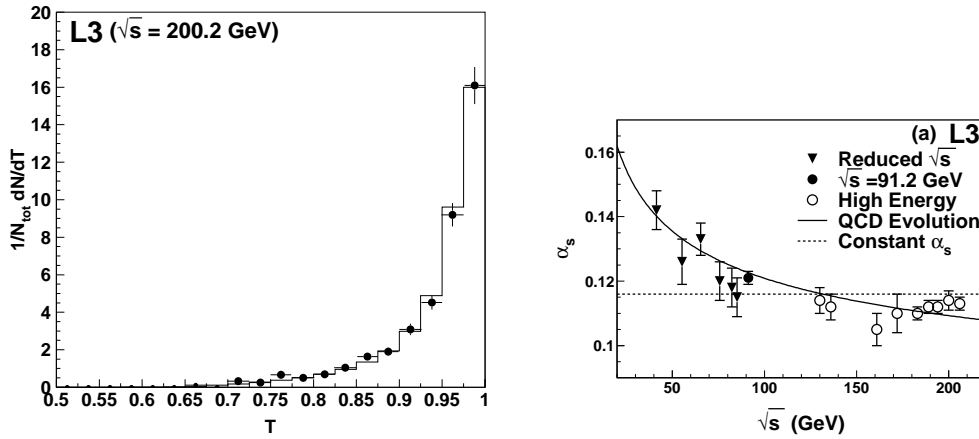 L3 (√s = 200.2 GeV)
20
18
16
14
12
10
8
6
4
2
0
1/N_tot dN/dT
0.5 0.55 0.6 0.65 0.7 0.75 0.8 0.85 0.9 0.95 1
T
(a) L3
Reduced √s
√s =91.2 GeV
High Energy
QCD Evolution
Constant α_s
0.16
0.14
0.12
0.1
α_s
50 100 150 200
√s (GeV)